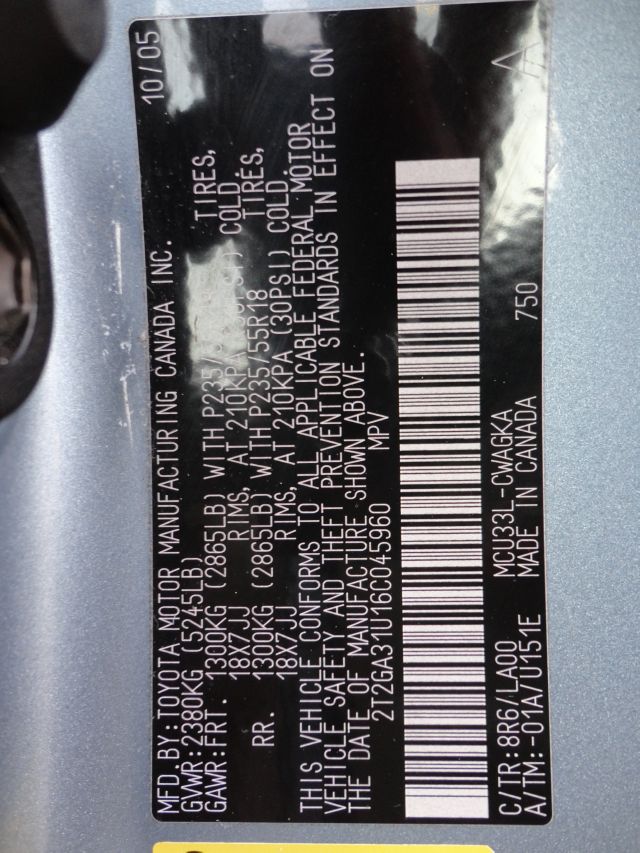 MFD. BY: TOYOTA MOTOR MANUFACTURING CANADA INC. 10/05
GVWR: 2380KG (5245LB)
GAWR: FRT. 1300KG (2865LB) WITH P235/ TIRES,
18X7JJ RIMS, AT 210KPA COLD.
RR. 1300KG (2865LB) WITH P235/55R18 TIRES,
18X7JJ RIMS, AT 210KPA (30PSI) COLD.
THIS VEHICLE CONFORMS TO ALL APPLICABLE FEDERAL MOTOR
VEHICLE SAFETY AND THEFT PREVENTION STANDARDS IN EFFECT ON
THE DATE OF MANUFACTURE SHOWN ABOVE.
2T2GA31U16C045960 MPV
C/TR: 8R6/LA00 MCU33L-CWAGKA
A/TM: -01A/U151E MADE IN CANADA 750
A